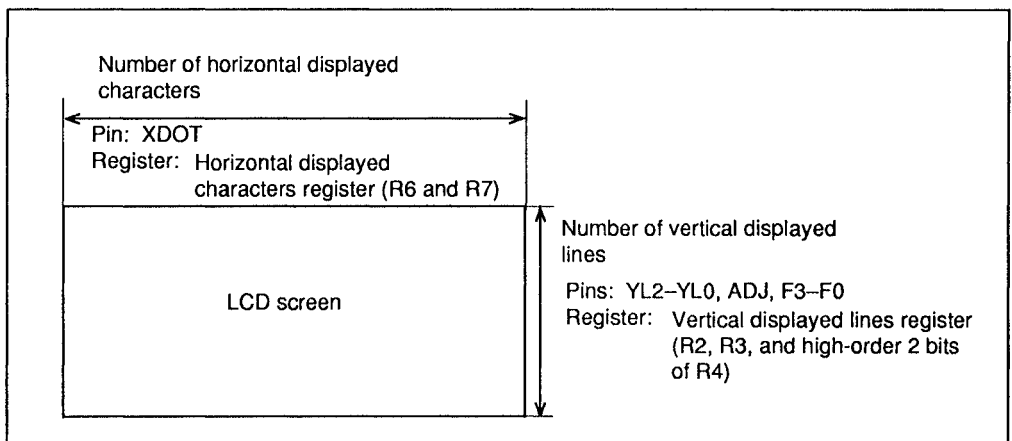 Number of horizontal displayed
characters
Pin: XDOT
Register: Horizontal displayed
characters register (R6 and R7)
Number of vertical displayed
lines
Pins: YL2–YL0, ADJ, F3–F0
Register: Vertical displayed lines register
(R2, R3, and high-order 2 bits
of R4)
LCD screen